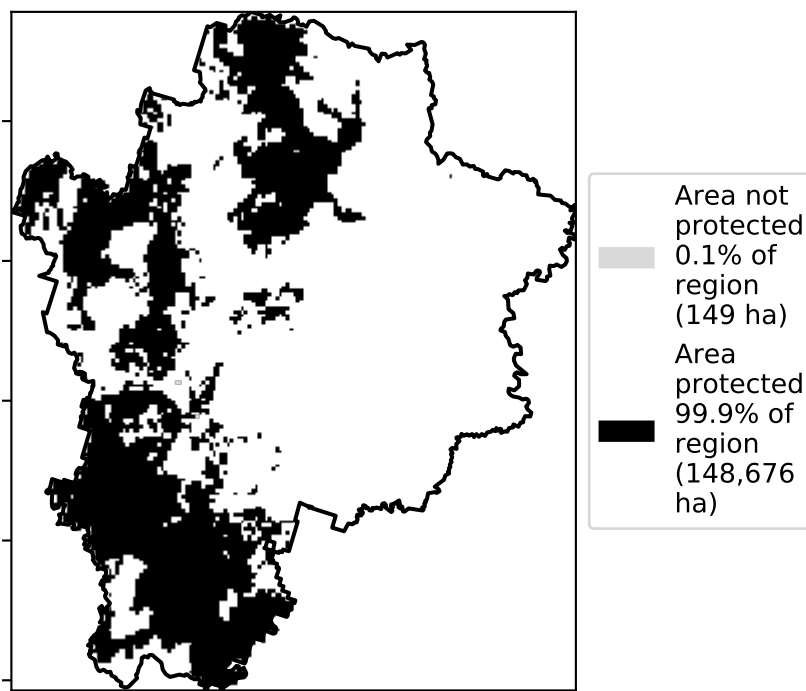 Area not
protected
0.1% of
region
(149 ha)
Area
protected
99.9% of
region
(148,676
ha)